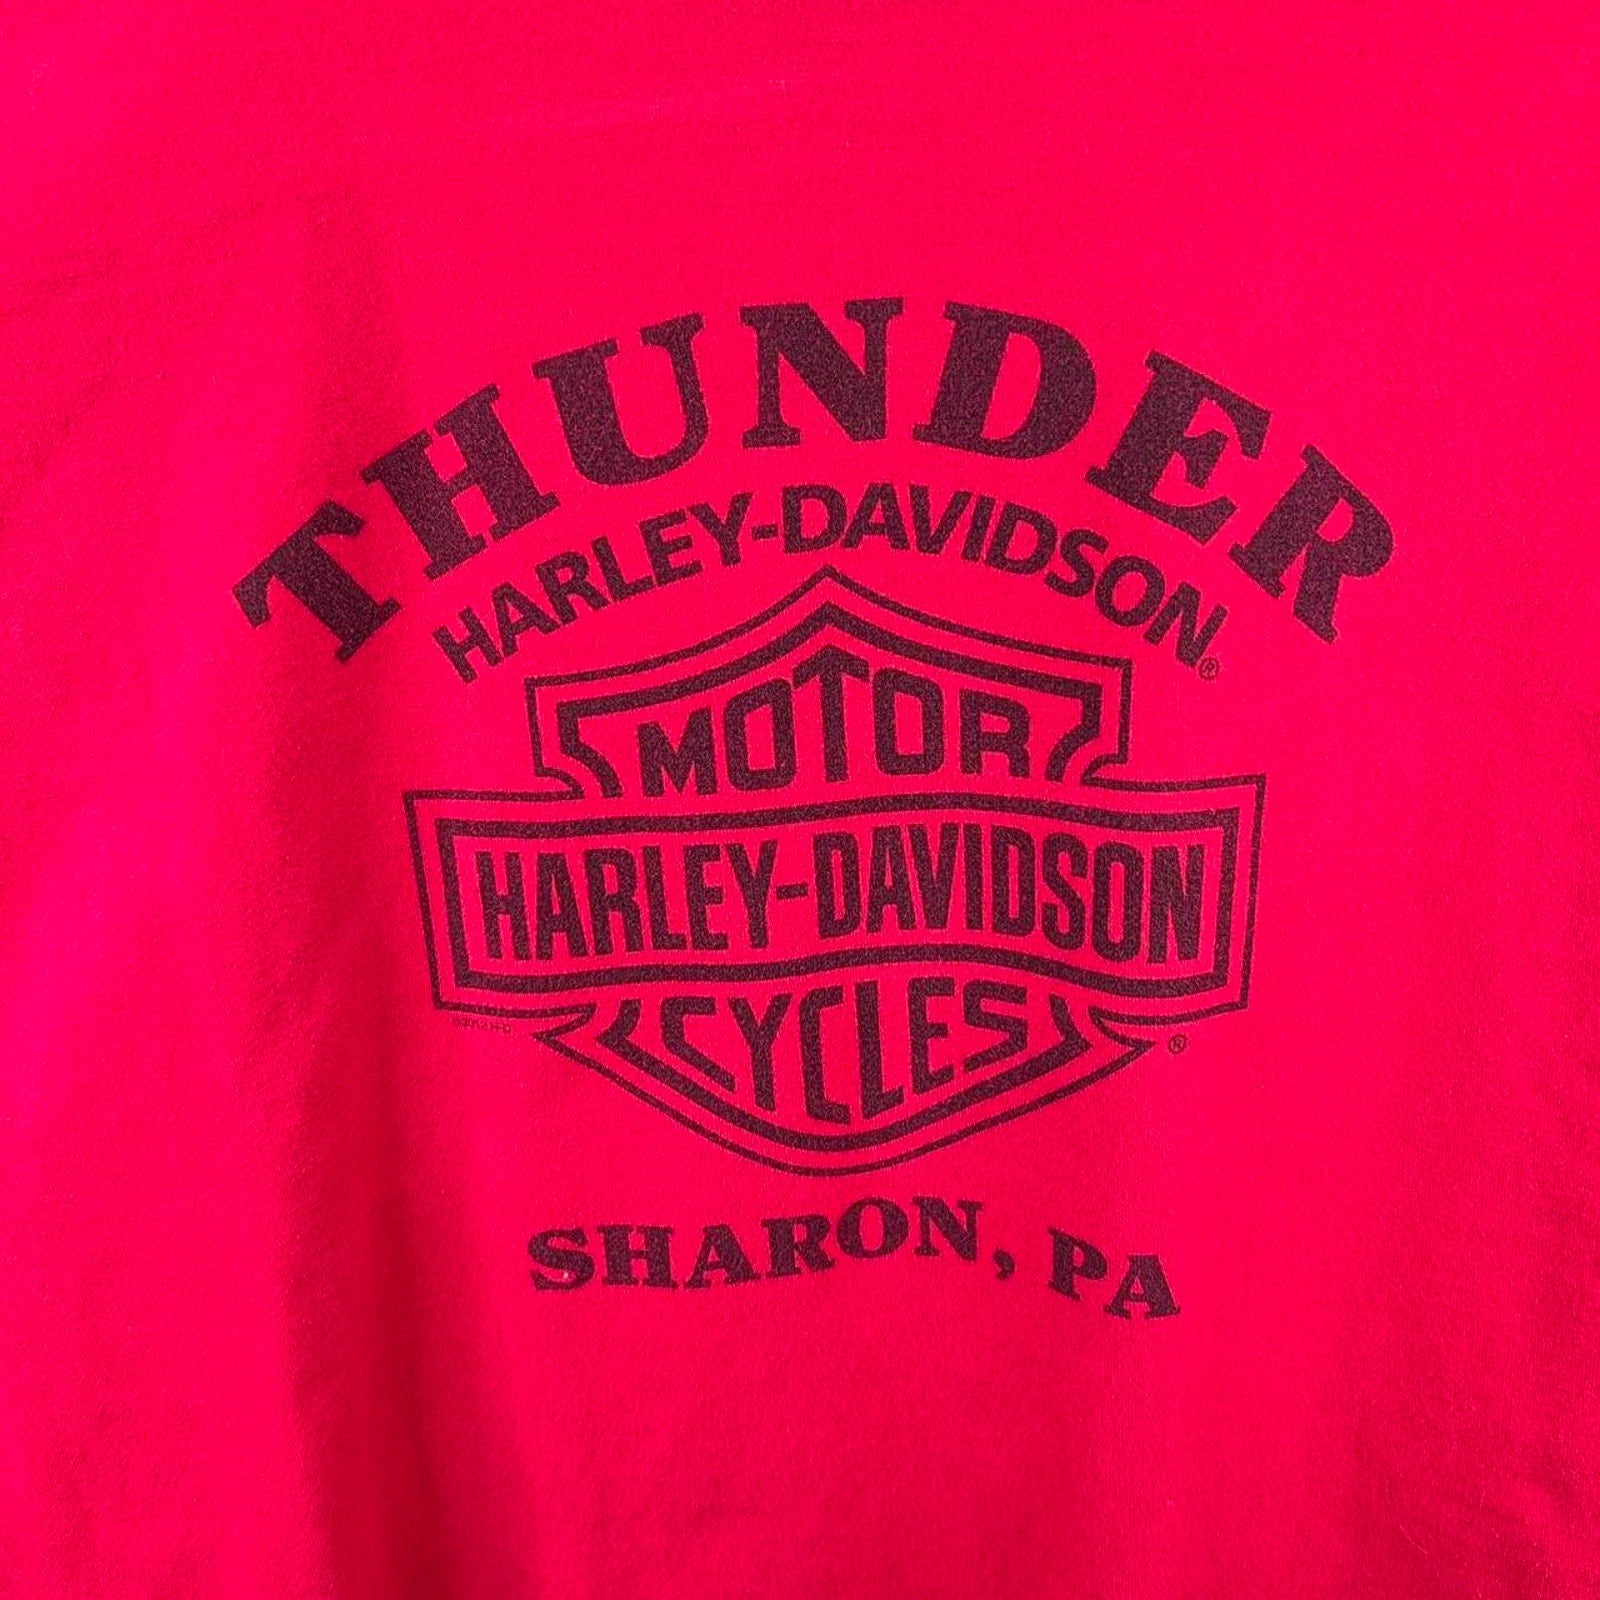 THUNDER
HARLEY-DAVIDSON®
MOTOR
HARLEY-DAVIDSON
CYCLES
®
SHARON, PA